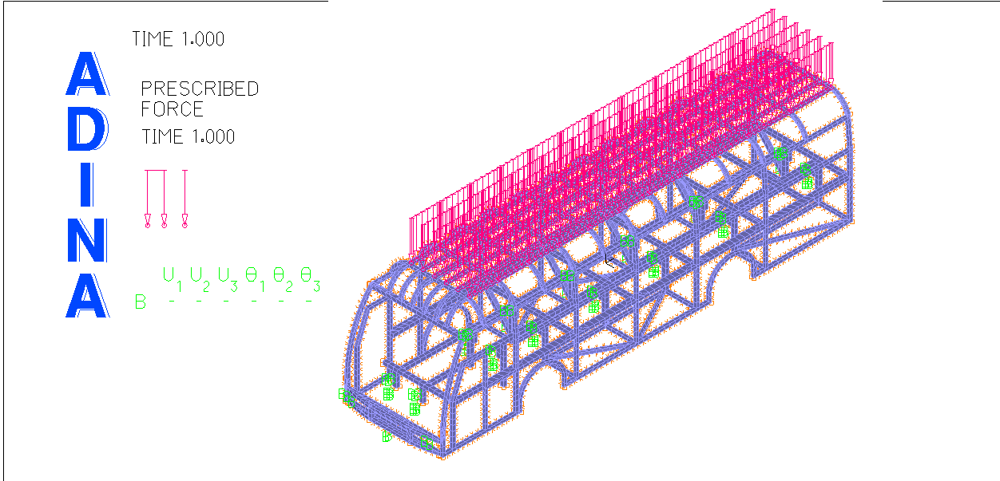 ADINA
TIME 1.000
PRESCRIBED
FORCE
TIME 1.000
U1 U2 U3 θ1 θ2 θ3
B - - - - - -
B
B
B
B
B